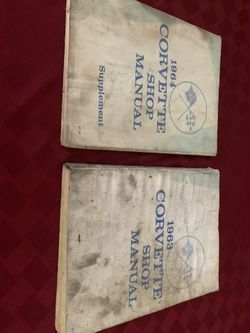 1964
CORVETTE
SHOP
MANUAL
Supplement
1963
CORVETTE
SHOP
MANUAL